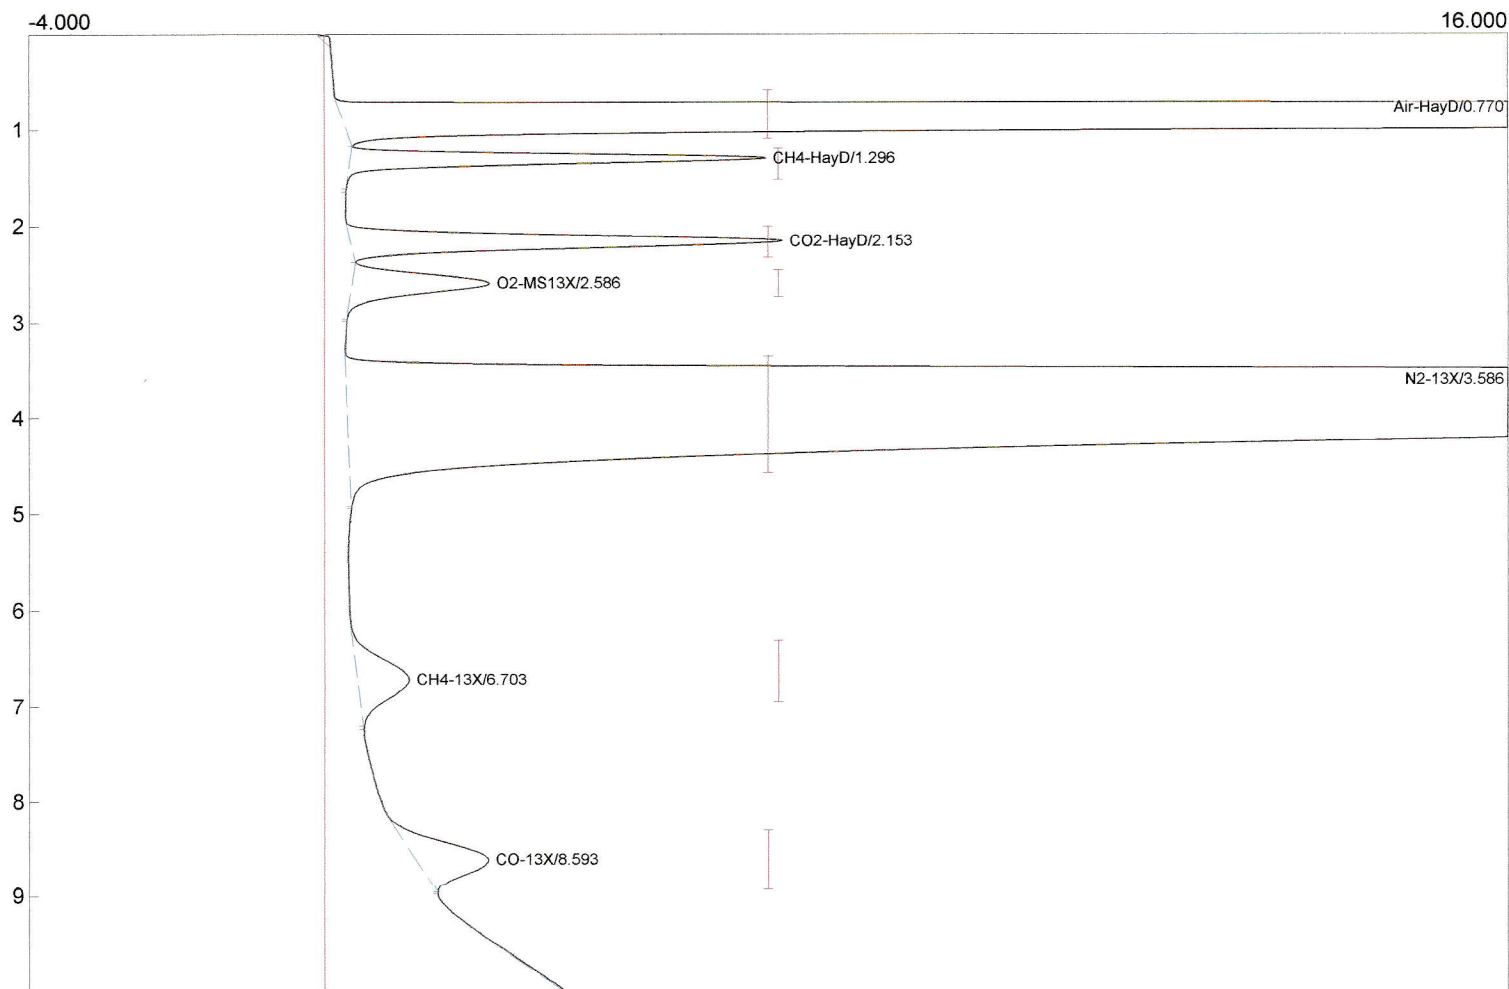 -4.000
16.000
Air-HayD/0.770
1
CH4-HayD/1.296
2
CO2-HayD/2.153
O2-MS13X/2.586
3
N2-13X/3.586
4
5
6
CH4-13X/6.703
7
8
CO-13X/8.593
9